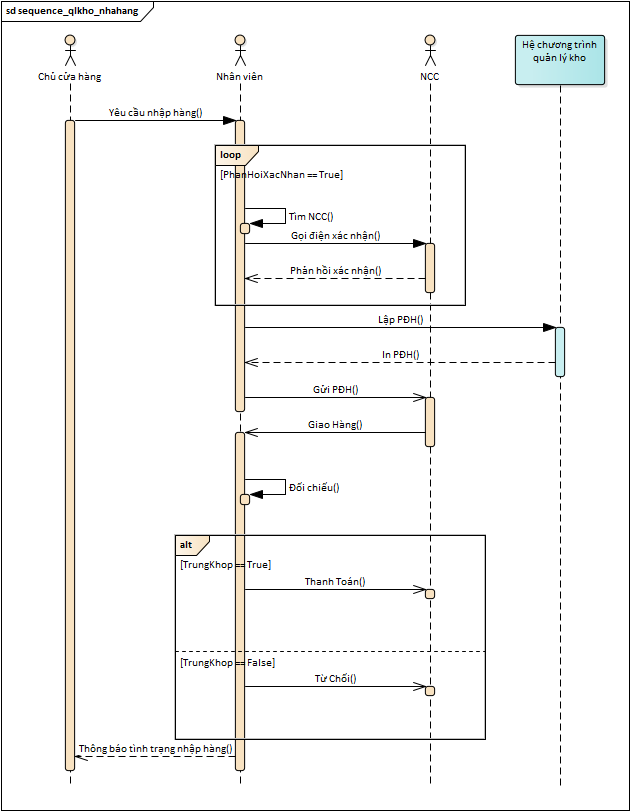 sd sequence_qlkho_nhahang
Hệ chương trình
quản lý kho
Chủ cửa hàng
Nhân viên
NCC
Yêu cầu nhập hàng()
loop
[PhanHoiXacNhan == True]
Tìm NCC()
Gọi điện xác nhận()
Phản hồi xác nhận()
Lập PĐH()
In PĐH()
Gửi PĐH()
Giao Hàng()
Đối chiếu()
alt
[TrungKhop == True]
Thanh Toán()
[TrungKhop == False]
Từ Chối()
Thông báo tình trạng nhập hàng()